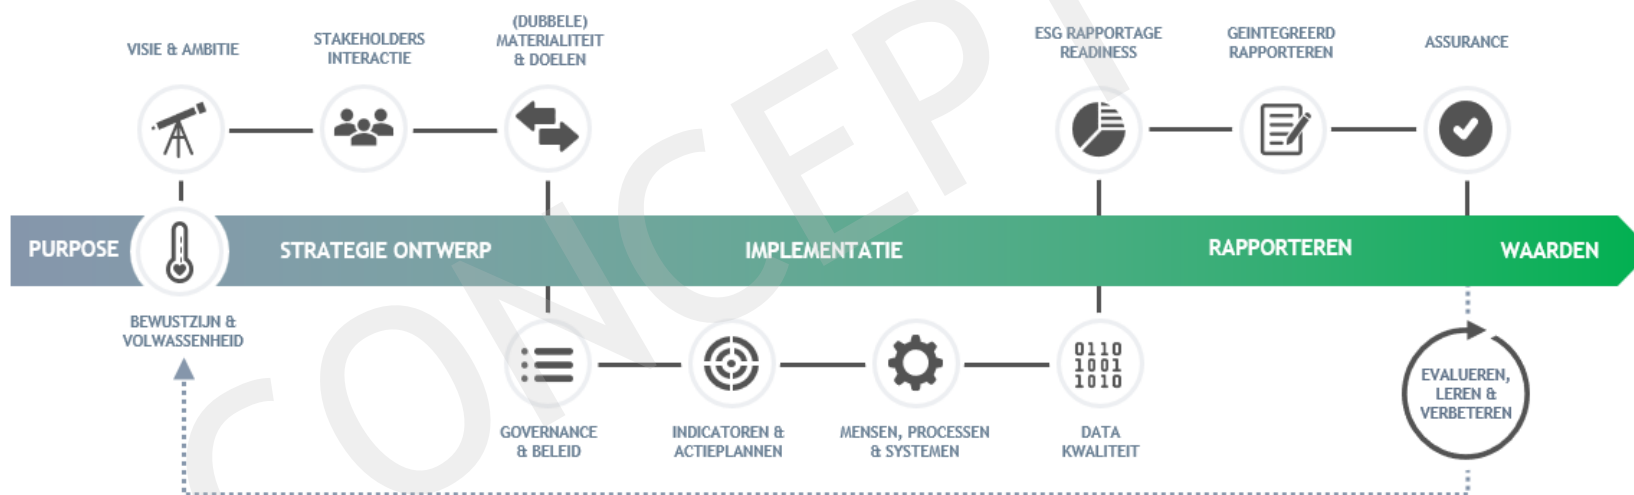 VISIE & AMBITIE
STAKEHOLDERS
INTERACTIE
(DUBBELE)
MATERIALITEIT
& DOELEN
ESG RAPPORTAGE
READINESS
GEINTEGREERD
RAPPORTEREN
ASSURANCE
PURPOSE
STRATEGIE ONTWERP
IMPLEMENTATIE
RAPPORTEREN
WAARDEN
BEWUSTZIJN &
VOLWASSENHEID
GOVERNANCE
& BELEID
INDICATOREN &
ACTIEPLANNEN
MENSEN, PROCESSEN
& SYSTEMEN
0110
1001
1010
DATA
KWALITEIT
EVALUEREN,
LEREN &
VERBETEREN
CONCEPT